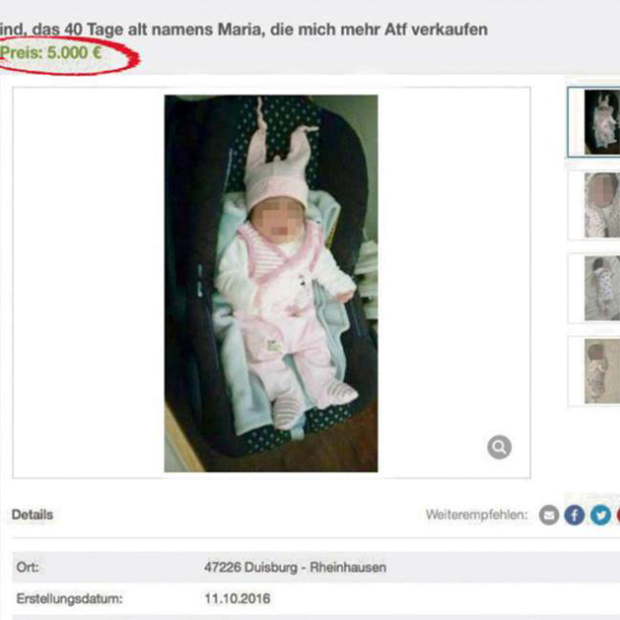 ind, das 40 Tage alt namens Maria, die mich mehr Atf verkaufen
Preis: 5.000 €
Details
Weiterempfehlen:
Ort: 47226 Duisburg - Rheinhausen
Erstellungsdatum: 11.10.2016